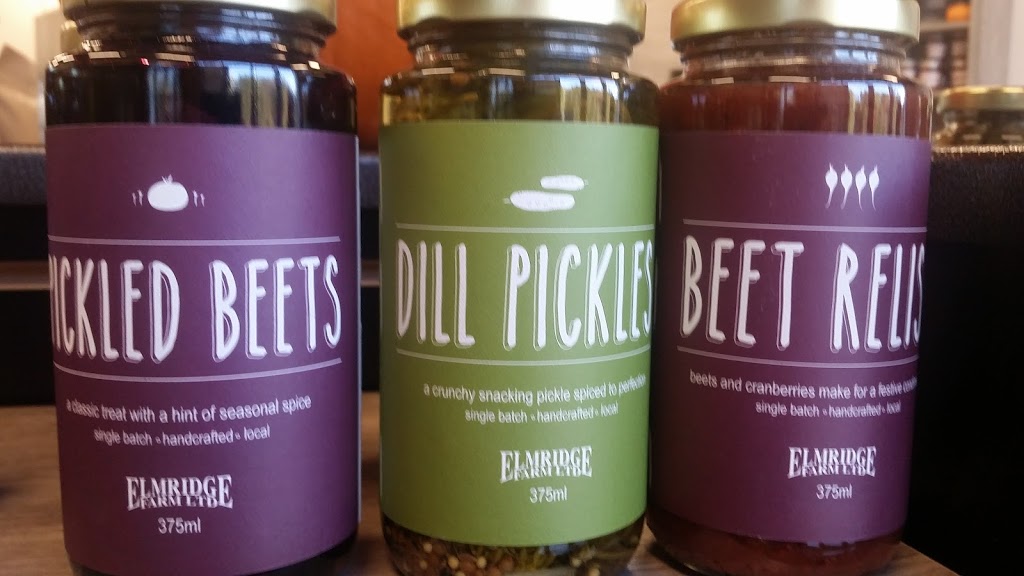 PICKLED BEETS
a classic treat with a hint of seasonal spice
single batch • handcrafted • local
ELMRIDGE
FARM LTD
375ml
DILL PICKLES
a crunchy snacking pickle spiced to perfection
single batch • handcrafted • local
ELMRIDGE
FARM LTD
375ml
BEET RELIS
beets and cranberries make for a festive
single batch • handcrafted • local
ELMRIDGE
FARM LTD
375ml